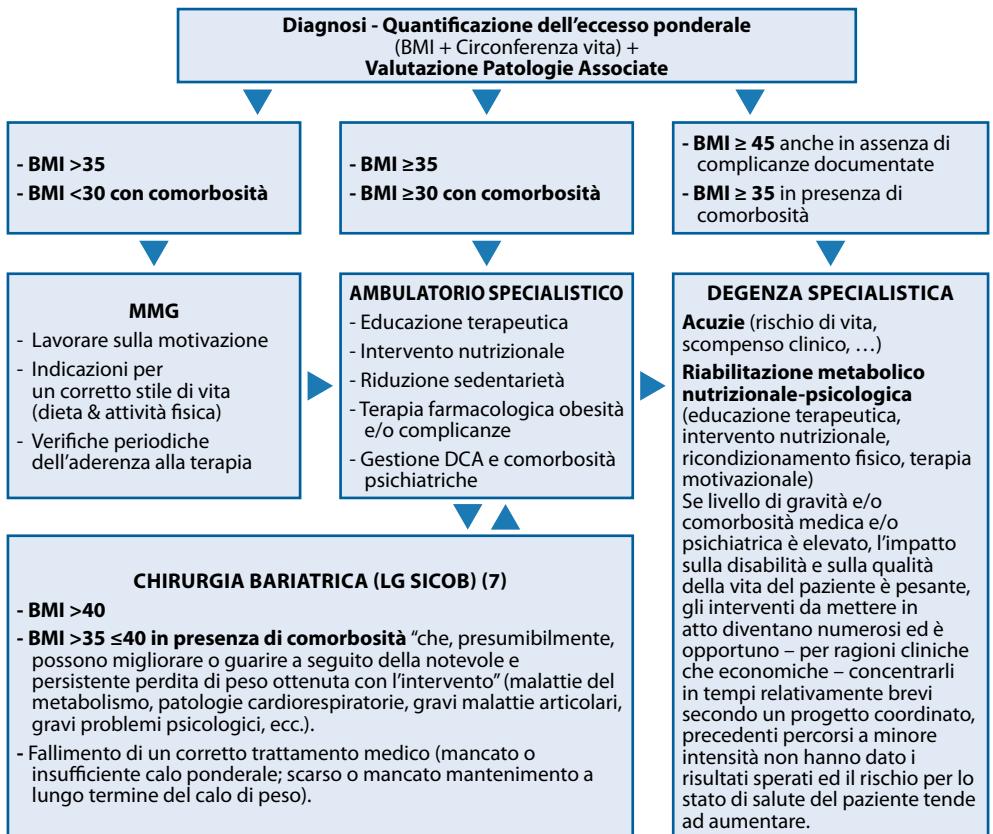 Diagnosi - Quantificazione dell'eccesso ponderale
(BMI + Circonferenza vita) +
Valutazione Patologie Associate
- BMI >35
- BMI <30 con comorbosità
- BMI ≥35
- BMI ≥30 con comorbosità
- BMI ≥ 45 anche in assenza di
complicanze documentate
- BMI ≥ 35 in presenza di
comorbosità
MMG
- Lavorare sulla motivazione
- Indicazioni per
un corretto stile di vita
(dieta & attività fisica)
- Verifiche periodiche
dell'aderenza alla terapia
AMBULATORIO SPECIALISTICO
- Educazione terapeutica
- Intervento nutrizionale
- Riduzione sedentarietà
- Terapia farmacologica obesità
e/o complicanze
- Gestione DCA e comorbosità
psichiatriche
DEGENZA SPECIALISTICA
Acuzie (rischio di vita,
scompenso clinico, …)
Riabilitazione metabolico
nutrizionale-psicologica
(educazione terapeutica,
intervento nutrizionale,
ricondizionamento fisico, terapia
motivazionale)
Se livello di gravità e/o
comorbosità medica e/o
psichiatrica è elevato, l'impatto
sulla disabilità e sulla qualità
della vita del paziente è pesante,
gli interventi da mettere in
atto diventano numerosi ed è
opportuno – per ragioni cliniche
che economiche – concentrarli
in tempi relativamente brevi
secondo un progetto coordinato,
precedenti percorsi a minore
intensità non hanno dato i
risultati sperati ed il rischio per lo
stato di salute del paziente tende
ad aumentare.
CHIRURGIA BARIATRICA (LG SICOB) (7)
- BMI >40
- BMI >35 ≤40 in presenza di comorbosità "che, presumibilmente,
possono migliorare o guarire a seguito della notevole e
persistente perdita di peso ottenuta con l'intervento" (malattie del
metabolismo, patologie cardiorespiratorie, gravi malattie articolari,
gravi problemi psicologici, ecc.).
- Fallimento di un corretto trattamento medico (mancato o
insufficiente calo ponderale; scarso o mancato mantenimento a
lungo termine del calo di peso).